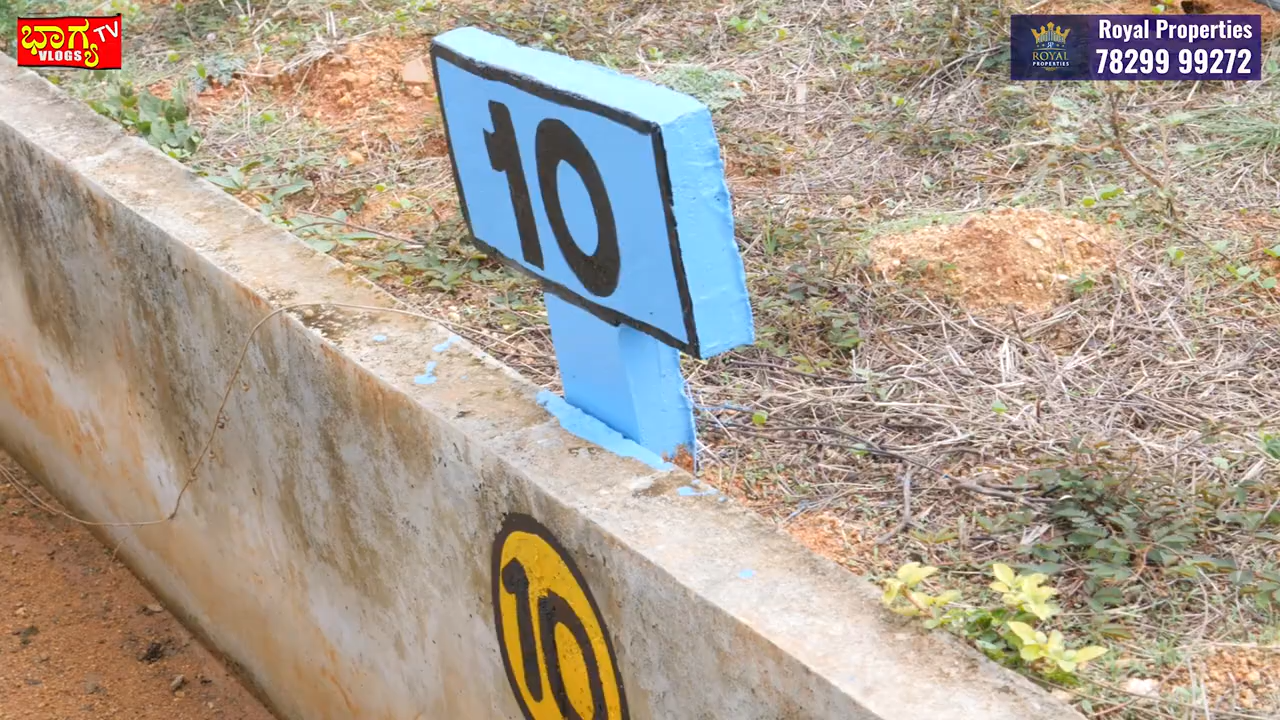 ಭಾಗ್ಯ TV
VLOGS
ROYAL
PROPERTIES
Royal Properties
78299 99272
10
10